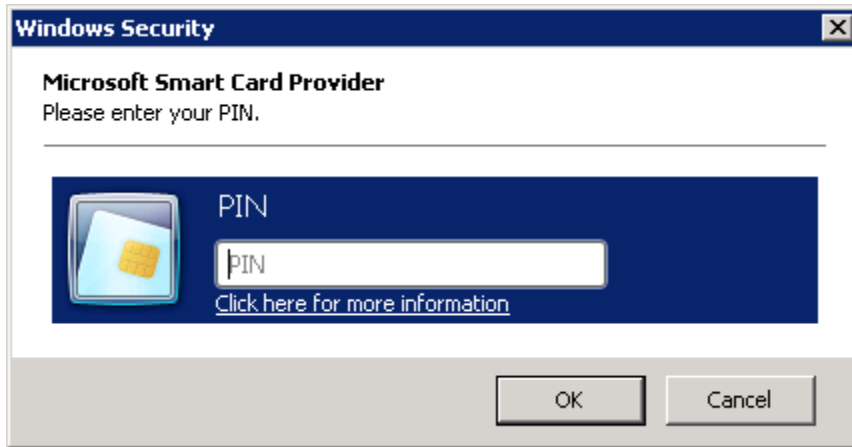 Windows Security
Microsoft Smart Card Provider
Please enter your PIN.
PIN
PIN
Click here for more information
OK
Cancel